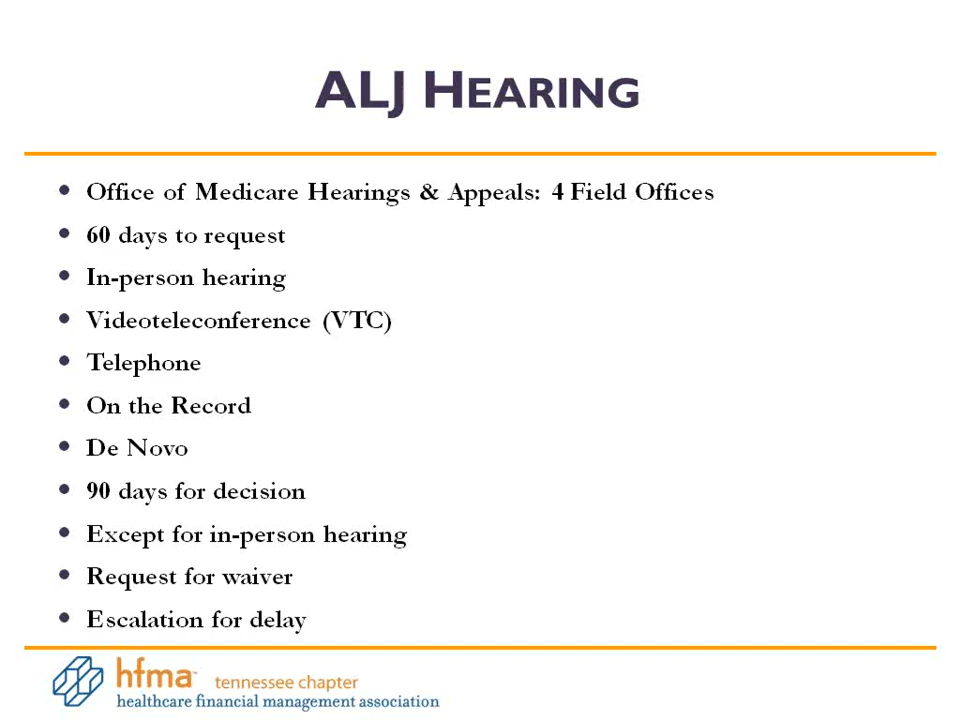 ALJ HEARING
• Office of Medicare Hearings & Appeals: 4 Field Offices
• 60 days to request
• In-person hearing
• Videoteleconference (VTC)
• Telephone
• On the Record
• De Novo
• 90 days for decision
• Except for in-person hearing
• Request for waiver
• Escalation for delay
hfma™ tennessee chapter
healthcare financial management association